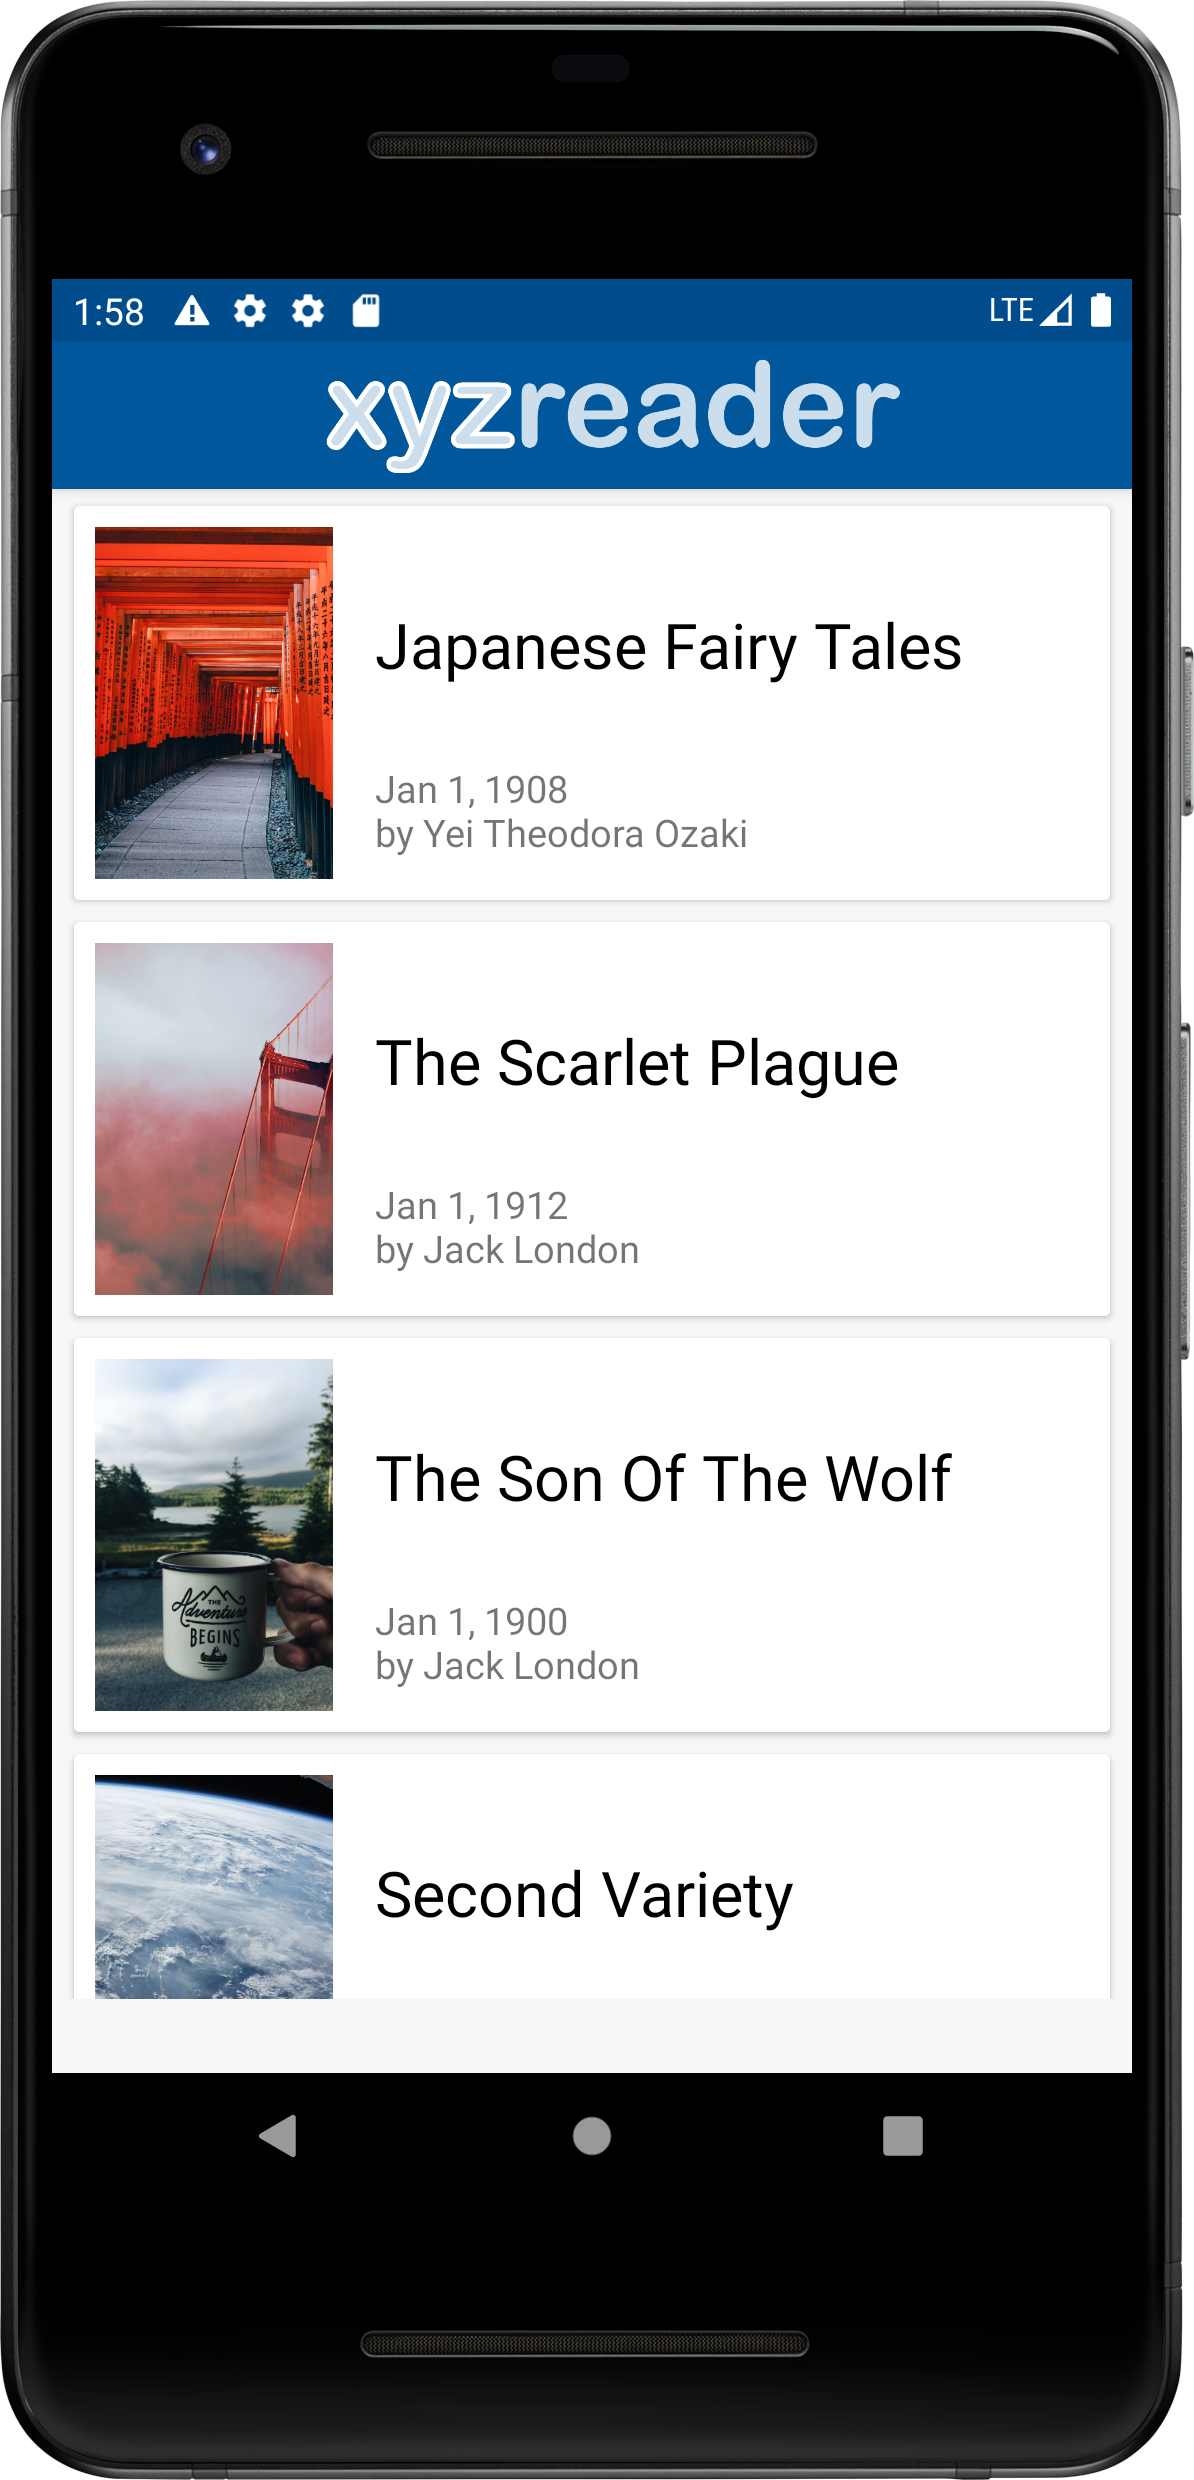 1:58
LTE
xyzreader
Japanese Fairy Tales
Jan 1, 1908
by Yei Theodora Ozaki
The Scarlet Plague
Jan 1, 1912
by Jack London
The Son Of The Wolf
THE
Adventure
BEGINS
Jan 1, 1900
by Jack London
Second Variety